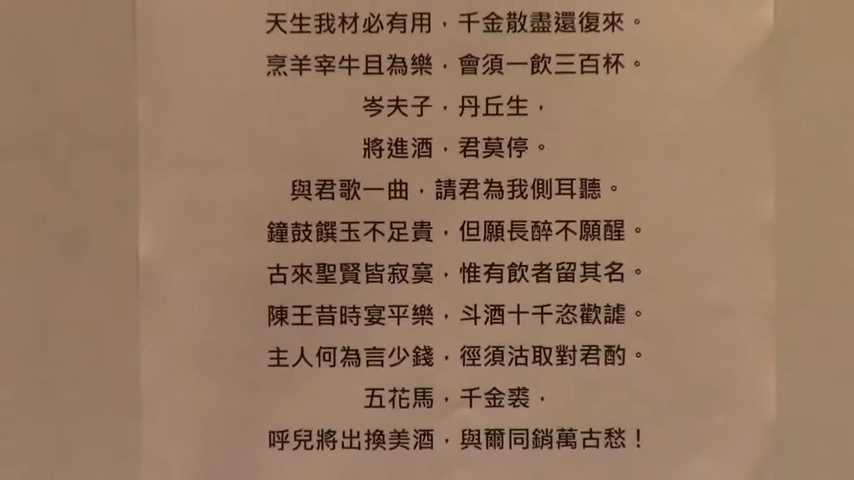 天生我材必有用，千金散盡還復來。
烹羊宰牛且為樂，會須一飲三百杯。
岑夫子，丹丘生，
將進酒，君莫停。
與君歌一曲，請君為我側耳聽。
鐘鼓饌玉不足貴，但願長醉不願醒。
古來聖賢皆寂寞，惟有飲者留其名。
陳王昔時宴平樂，斗酒十千恣歡謔。
主人何為言少錢，徑須沽取對君酌。
五花馬，千金裘，
呼兒將出換美酒，與爾同銷萬古愁！